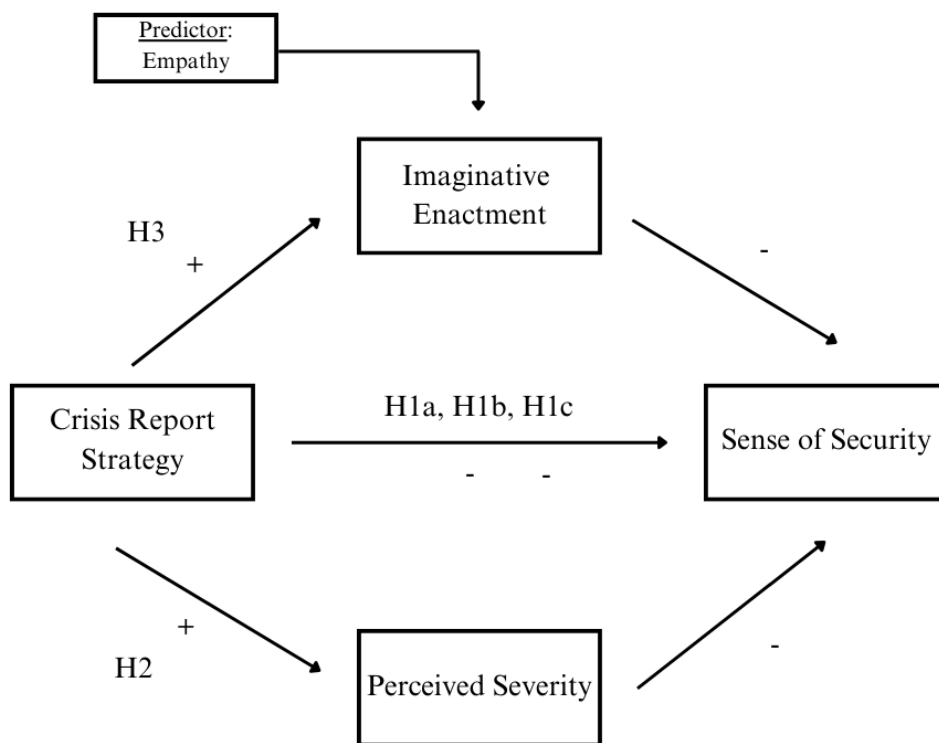 Predictor:
Empathy
Imaginative
Enactment
H3
+
-
H1a, H1b, H1c
Crisis Report
Strategy
Sense of Security
- -
+
H2
-
Perceived Severity